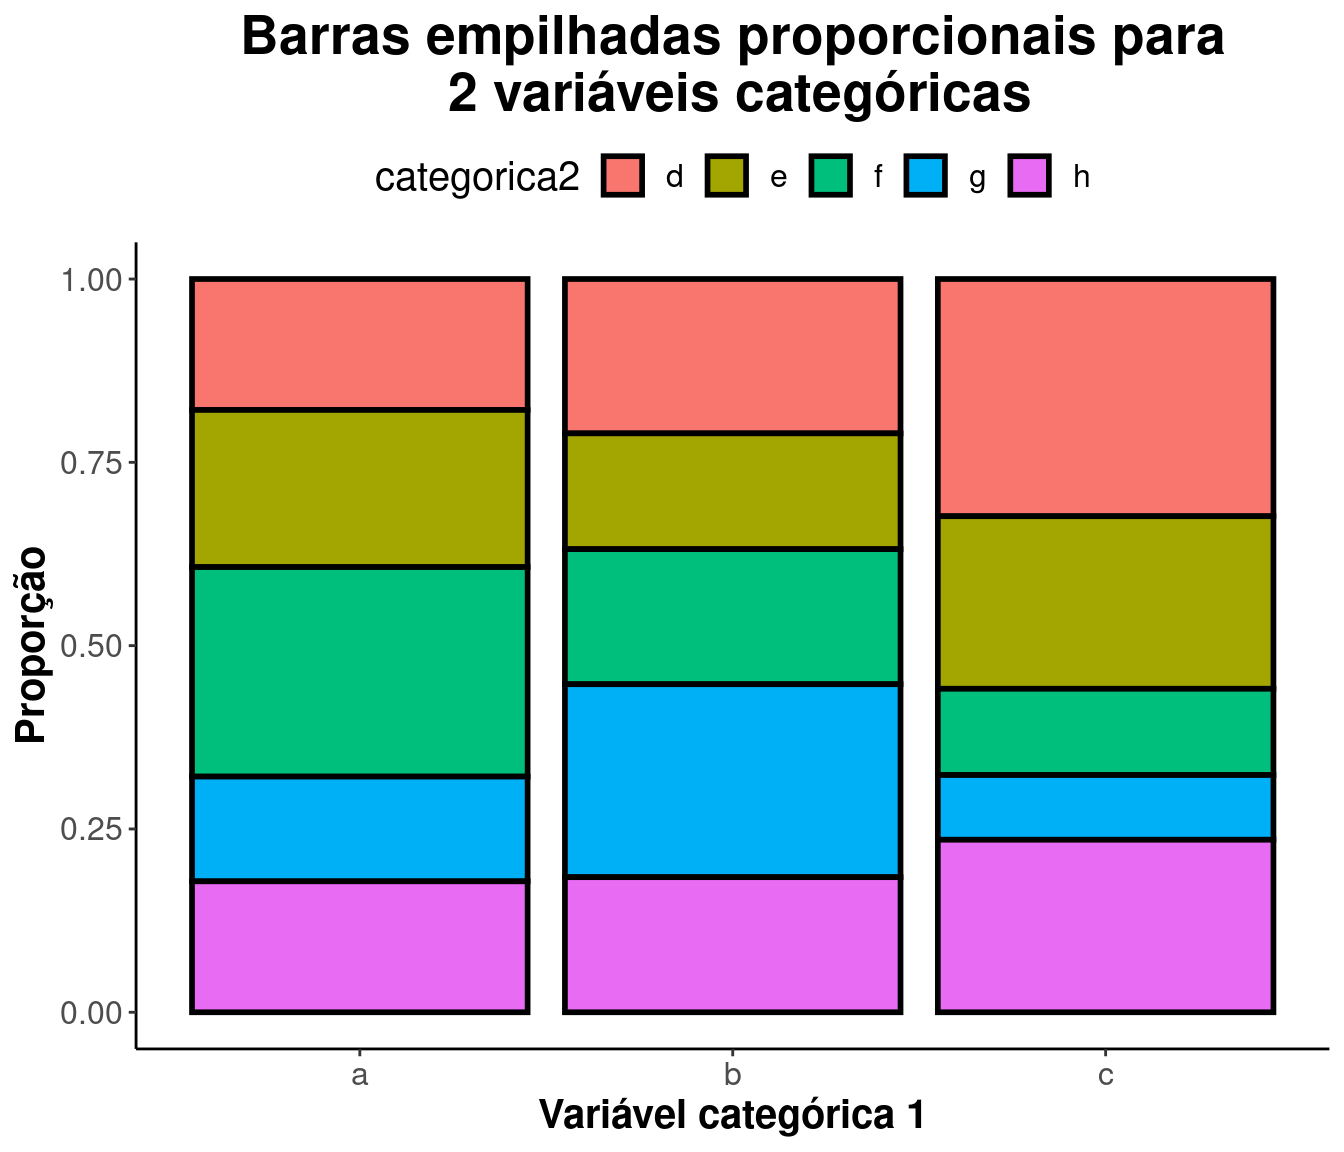 Barras empilhadas proporcionais para
2 variáveis categóricas
categorica2 d e f g h
Proporção
1.00
0.75
0.50
0.25
0.00
a b c
Variável categórica 1